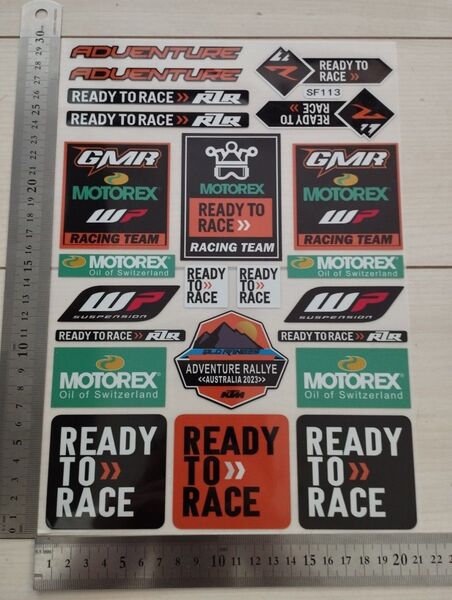 ADVENTURE
ADVENTURE
READY TO RACE >>
READY TO RACE >> RTR
READY TO RACE >> RTR
SF113
READY TO RACE >>
GMR
MOTOREX
WP
RACING TEAM
MOTOREX
READY TO
RACE >>
RACING TEAM
GMR
MOTOREX
WP
RACING TEAM
MOTOREX®
Oil of Switzerland
READY
TO >>
RACE
READY
TO >>
RACE
MOTOREX®
Oil of Switzerland
WP
SUSPENSION
WP
SUSPENSION
READY TO RACE >> RTR
READY TO RACE >> RTR
ADVENTURE RALLYE
<<AUSTRALIA 2023>>
KTM
MOTOREX®
Oil of Switzerland
MOTOREX®
Oil of Switzerland
READY
TO >>
RACE
READY
TO >>
RACE
READY
TO >>
RACE
1 2 3 4 5 6 7 8 9 10 11 12 13 14 15 16 17 18 19 20 21 22